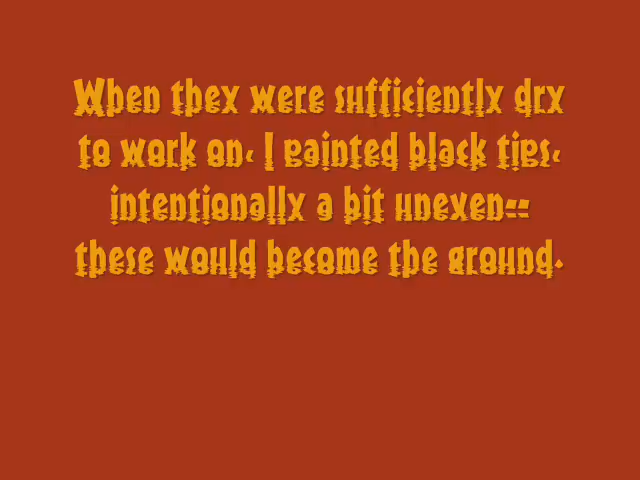 When they were sufficiently dry
to work on, I painted black tips,
intentionally a bit uneven--
these would become the ground.